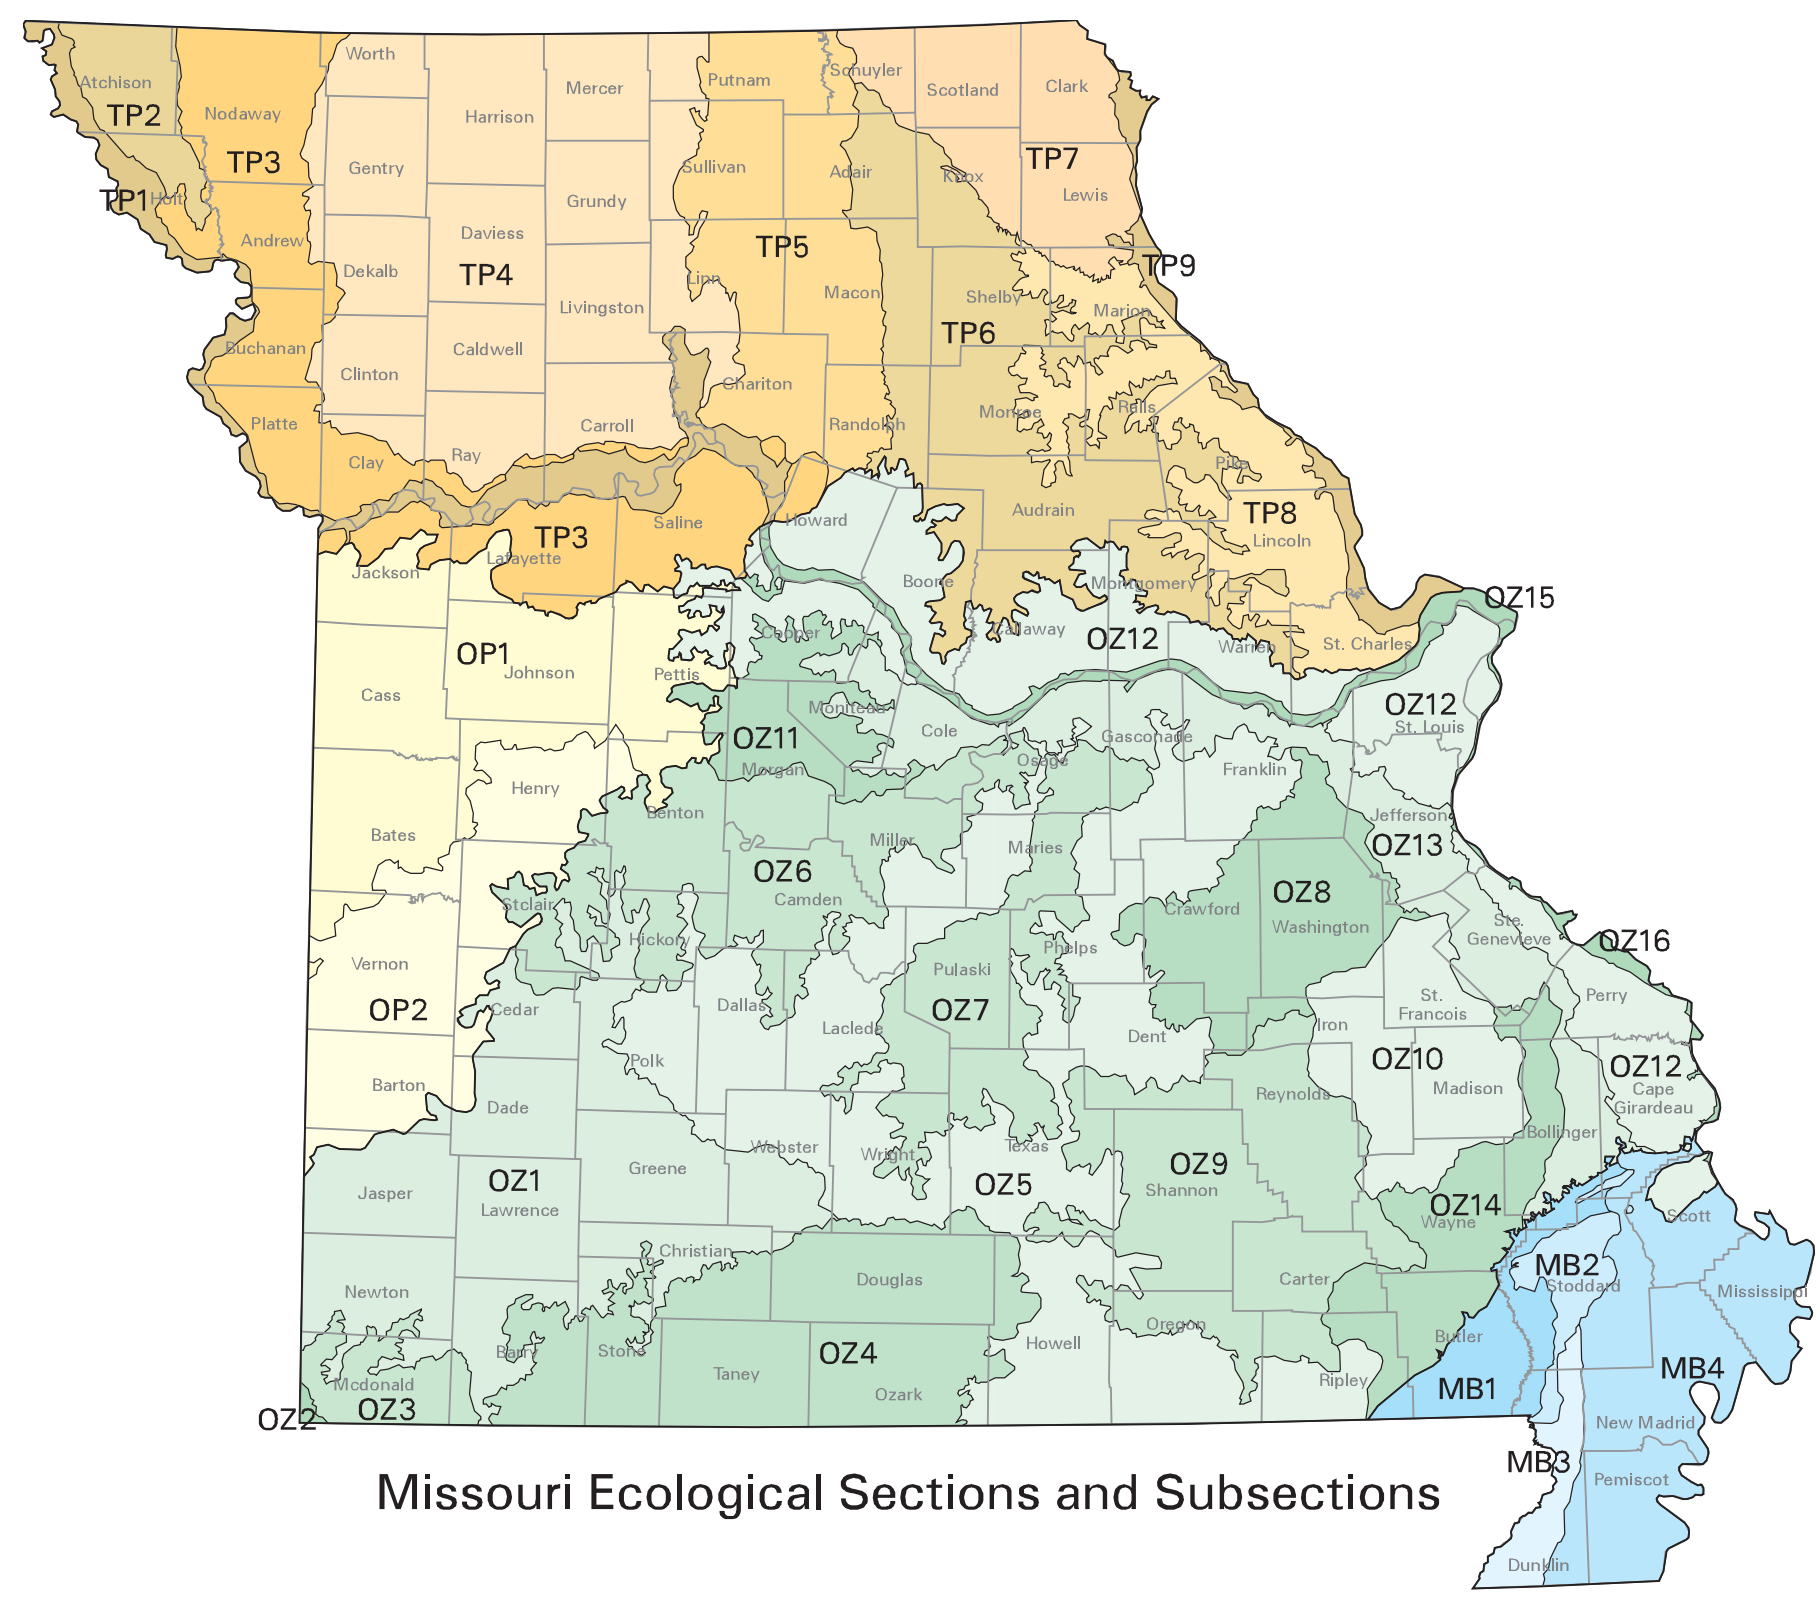 Worth
Atchison
TP2
Nodaway
Harrison
Mercer
Putnam
Schuyler
Scotland
Clark
TP3
Gentry
Sullivan
Adair
Knox
TP7
Lewis
TP1
Holt
Grundy
Andrew
Daviess
TP5
TP9
Dekalb
TP4
Linn
Macon
Shelby
Livingston
Marion
TP6
Buchanan
Caldwell
Clinton
Chariton
Monroe
Ralls
Platte
Carroll
Randolph
Clay
Ray
Pike
Audrain
TP8
Saline
Howard
TP3
Lincoln
Lafayette
Jackson
Boone
Montgomery
OZ15
Cooper
Callaway
OZ12
Warren
St. Charles
OP1
Johnson
Pettis
Cass
Moniteau
OZ12
St. Louis
OZ11
Cole
Gasconade
Morgan
Osage
Franklin
Henry
Benton
Jefferson
Bates
Miller
Maries
OZ13
OZ6
Camden
OZ8
Stclair
Crawford
Washington
Ste.
Genevieve
Hickory
Phelps
OZ16
Vernon
Pulaski
OP2
Cedar
Dallas
OZ7
St.
Francois
Perry
Laclede
Dent
Iron
Polk
OZ10
OZ12
Barton
Reynolds
Madison
Cape
Girardeau
Dade
Bollinger
Webster
Wright
Texas
Greene
OZ9
OZ1
OZ5
Jasper
Shannon
Lawrence
OZ14
Wayne
Scott
Christian
MB2
Stoddard
Douglas
Carter
Newton
Mississippi
Oregon
Butler
Howell
Barry
Stone
OZ4
Taney
Ozark
Ripley
MB4
MB1
Mcdonald
OZ3
OZ2
New Madrid
MB3
Pemiscot
Missouri Ecological Sections and Subsections
Dunklin